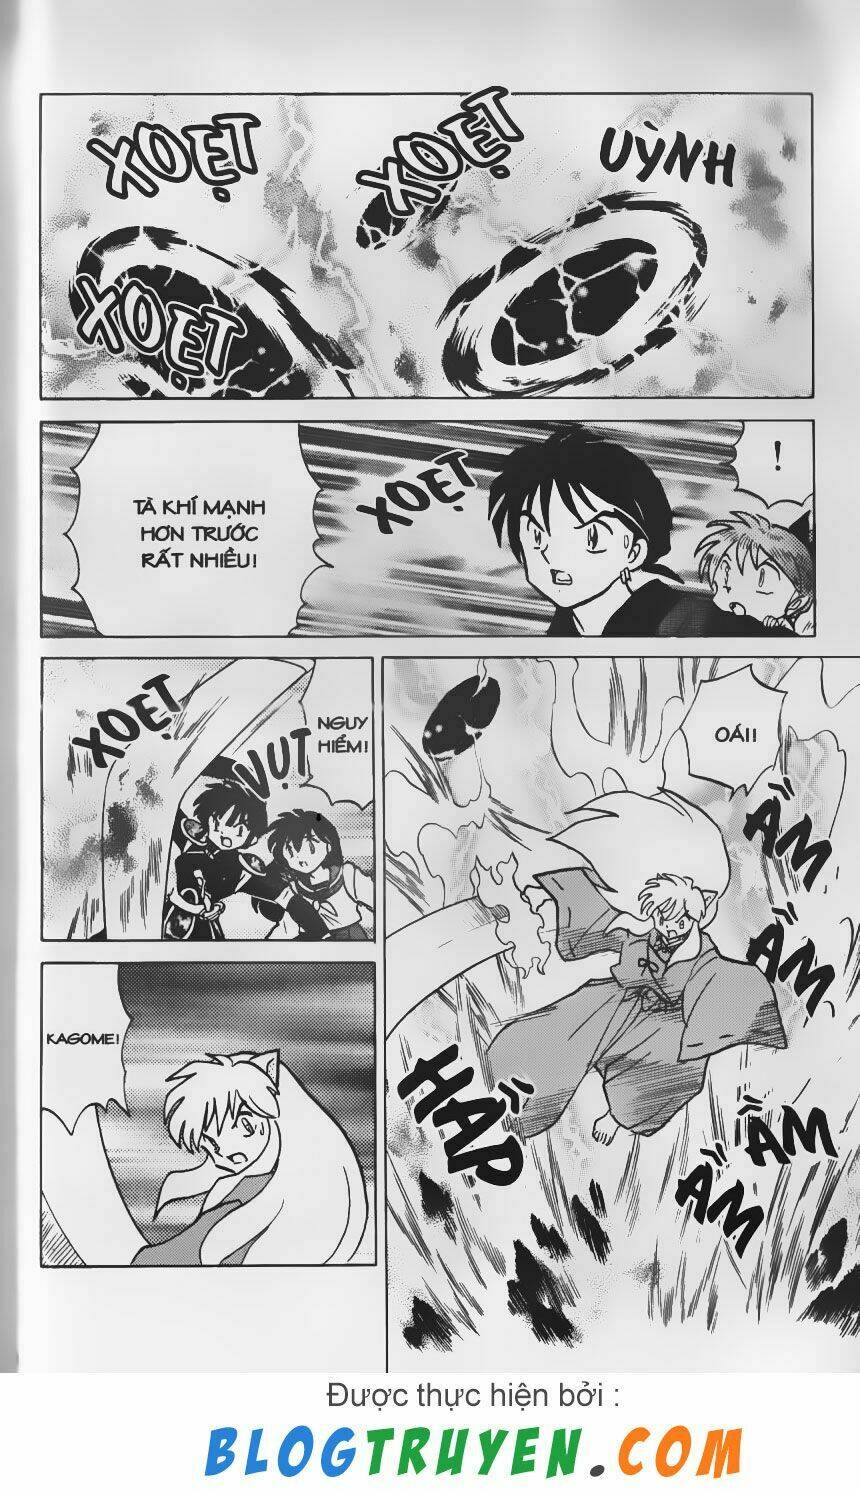 XOẸT
XOẸT
UỲNH
XOẸT
TÀ KHÍ MẠNH
HƠN TRƯỚC
RẤT NHIỀU!
XOẸT
!
XOẸT
VỤT
NGUY
HIỂM!
OÁI!
ẦM
ẦM
HẤP
ẦM
ẦM
KAGOME!
Được thực hiện bởi :
BLOGTRUYEN.COM